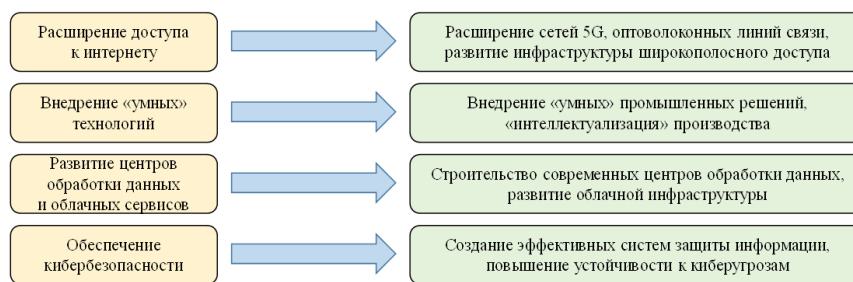 Расширение доступа
к интернету
Расширение сетей 5G, оптоволоконных линий связи,
развитие инфраструктуры широкополосного доступа
Внедрение «умных»
технологий
Внедрение «умных» промышленных решений,
«интеллектуализация» производства
Развитие центров
обработки данных
и облачных сервисов
Строительство современных центров обработки данных,
развитие облачной инфраструктуры
Обеспечение
кибербезопасности
Создание эффективных систем защиты информации,
повышение устойчивости к киберугрозам